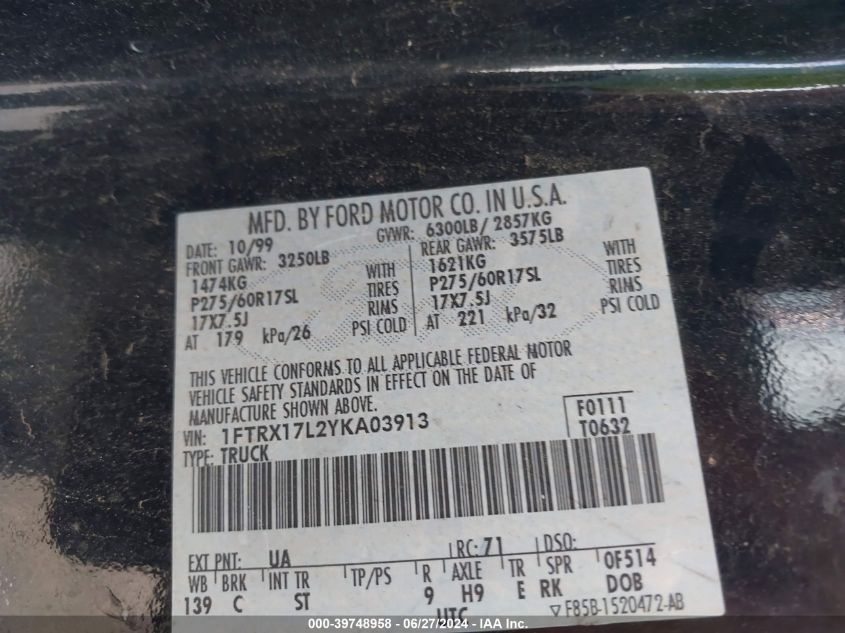 MFD. BY FORD MOTOR CO. IN U.S.A.
DATE: 10/99 GVWR: 6300LB/ 2857KG
FRONT GAWR: 3250LB REAR GAWR: 3575LB
1474KG WITH 1621KG WITH
P275/60R17SL TIRES P275/60R17SL TIRES
17X7.5J RIMS 17X7.5J RIMS
AT 179 kPa/26 PSI COLD AT 221 kPa/32 PSI COLD
THIS VEHICLE CONFORMS TO ALL APPLICABLE FEDERAL MOTOR
VEHICLE SAFETY STANDARDS IN EFFECT ON THE DATE OF
MANUFACTURE SHOWN ABOVE.
VIN: 1FTRX17L2YKA03913 F0111
TYPE: TRUCK T0632
EXT PNT: UA RC: 71 DSO:
WB BRK INT TR TP/PS R AXLE TR SPR 0F514
139 C ST 9 H9 E RK DOB
UTC ▽ F85B-1520472-AB
000-39748958 - 06/27/2024 - IAA Inc.